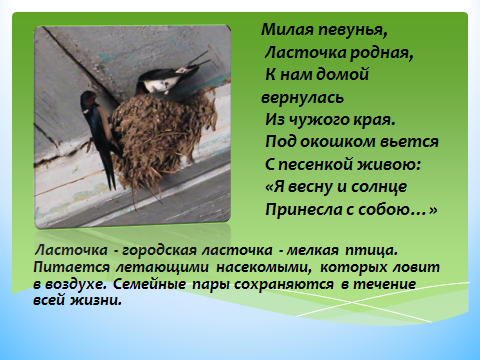 Милая певунья,
Ласточка родная,
К нам домой
вернулась
Из чужого края.
Под окошком вьется
С песенкой живою:
«Я весну и солнце
Принесла с собою...»
Ласточка - городская ласточка - мелкая птица.
Питается летающими насекомыми, которых ловит
в воздухе. Семейные пары сохраняются в течение
всей жизни.